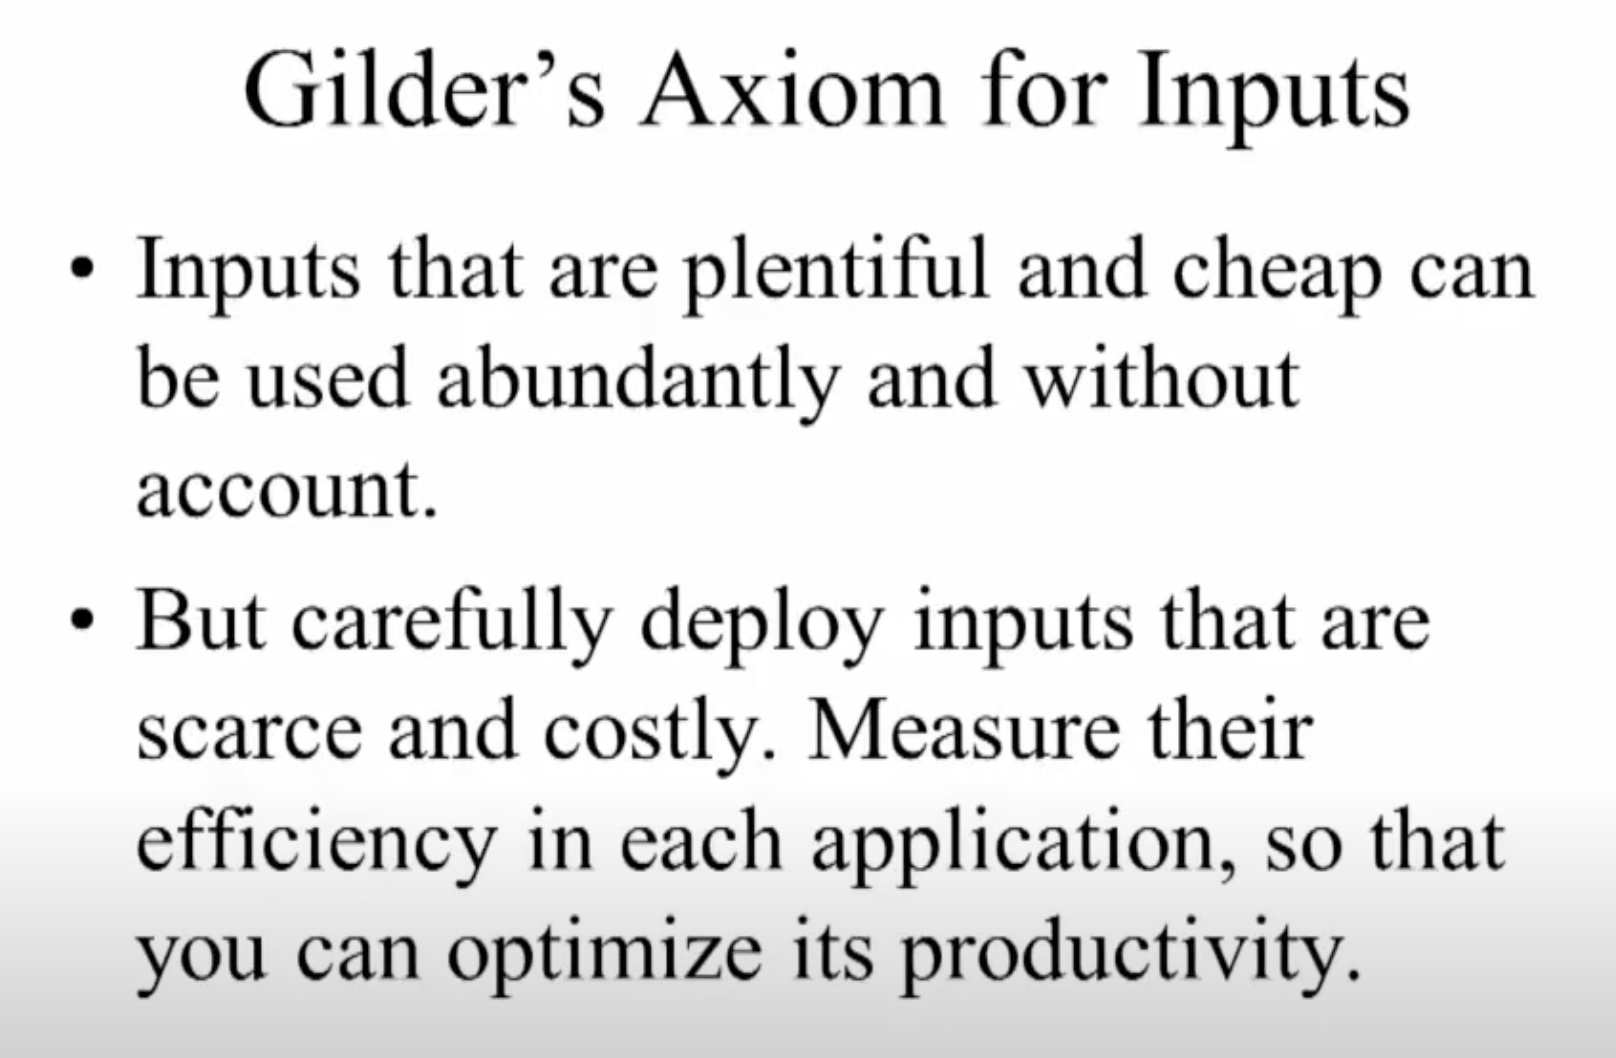 Gilder’s Axiom for Inputs
• Inputs that are plentiful and cheap can
be used abundantly and without
account.
• But carefully deploy inputs that are
scarce and costly. Measure their
efficiency in each application, so that
you can optimize its productivity.